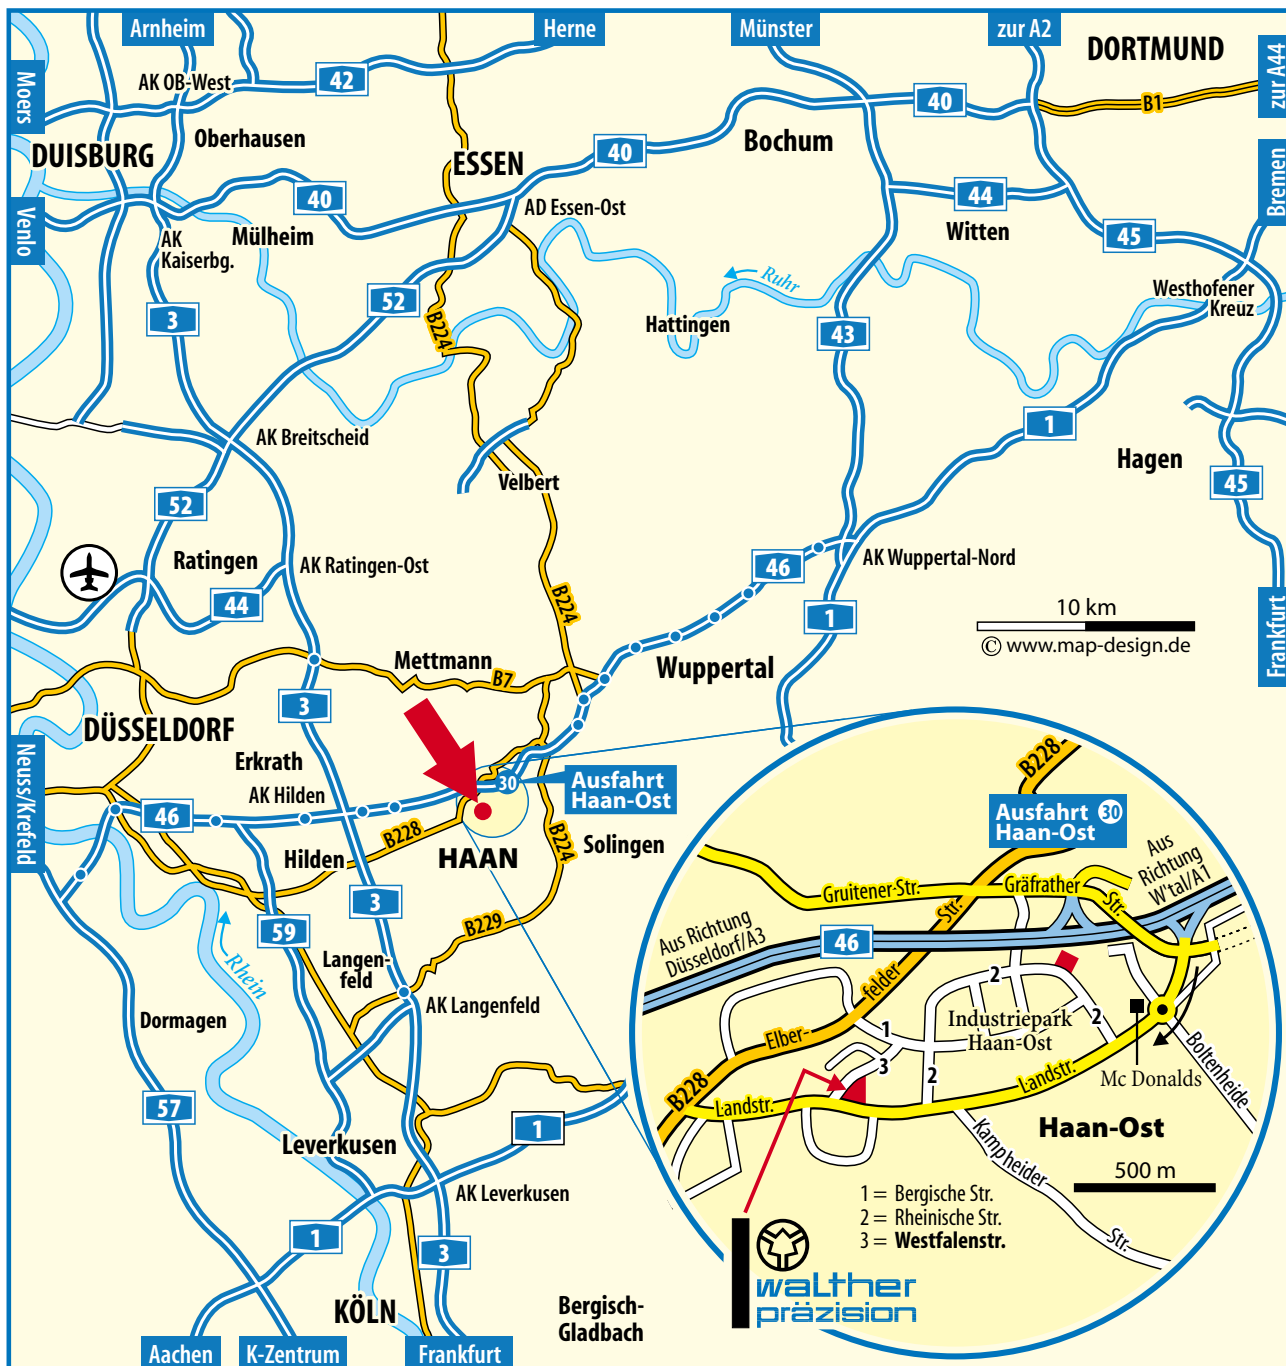 Arnheim
Herne
Münster
zur A2
DORTMUND
zur A44
Moers
AK OB-West
42
40
B1
Oberhausen
DUISBURG
ESSEN
40
Bochum
Bremen
Venlo
40
AD Essen-Ost
44
Witten
45
AK
Kaiserbg.
Mülheim
Ruhr
Westhofener
Kreuz
3
52
B224
Hattingen
43
1
AK Breitscheid
Hagen
Velbert
45
52
Ratingen
AK Ratingen-Ost
46
AK Wuppertal-Nord
44
B224
1
10 km
© www.map-design.de
Frankfurt
Mettmann
B7
Wuppertal
3
DÜSSELDORF
Erkrath
Neuss/Krefeld
AK Hilden
30
Ausfahrt
Haan-Ost
46
B228
Hilden
HAAN
B224
Solingen
3
59
B229
Rhein
Langen-
feld
AK Langenfeld
Dormagen
57
Leverkusen
1
AK Leverkusen
1
3
KÖLN
Bergisch-
Gladbach
Aachen
K-Zentrum
Frankfurt
B228
Ausfahrt 30
Haan-Ost
Aus
Richtung
W'tal/A1
Gruitener-Str.
Gräfrather
Str.
Aus Richtung
Düsseldorf/A3
46
Elber-
felder
Str.
2
1
Industriepark
Haan-Ost
2
3
2
Landstr.
Mc Donalds
Boltenheide
B228
Landstr.
Kampheider
Str.
Haan-Ost
500 m
1 = Bergische Str.
2 = Rheinische Str.
3 = Westfalenstr.
walther
präzision